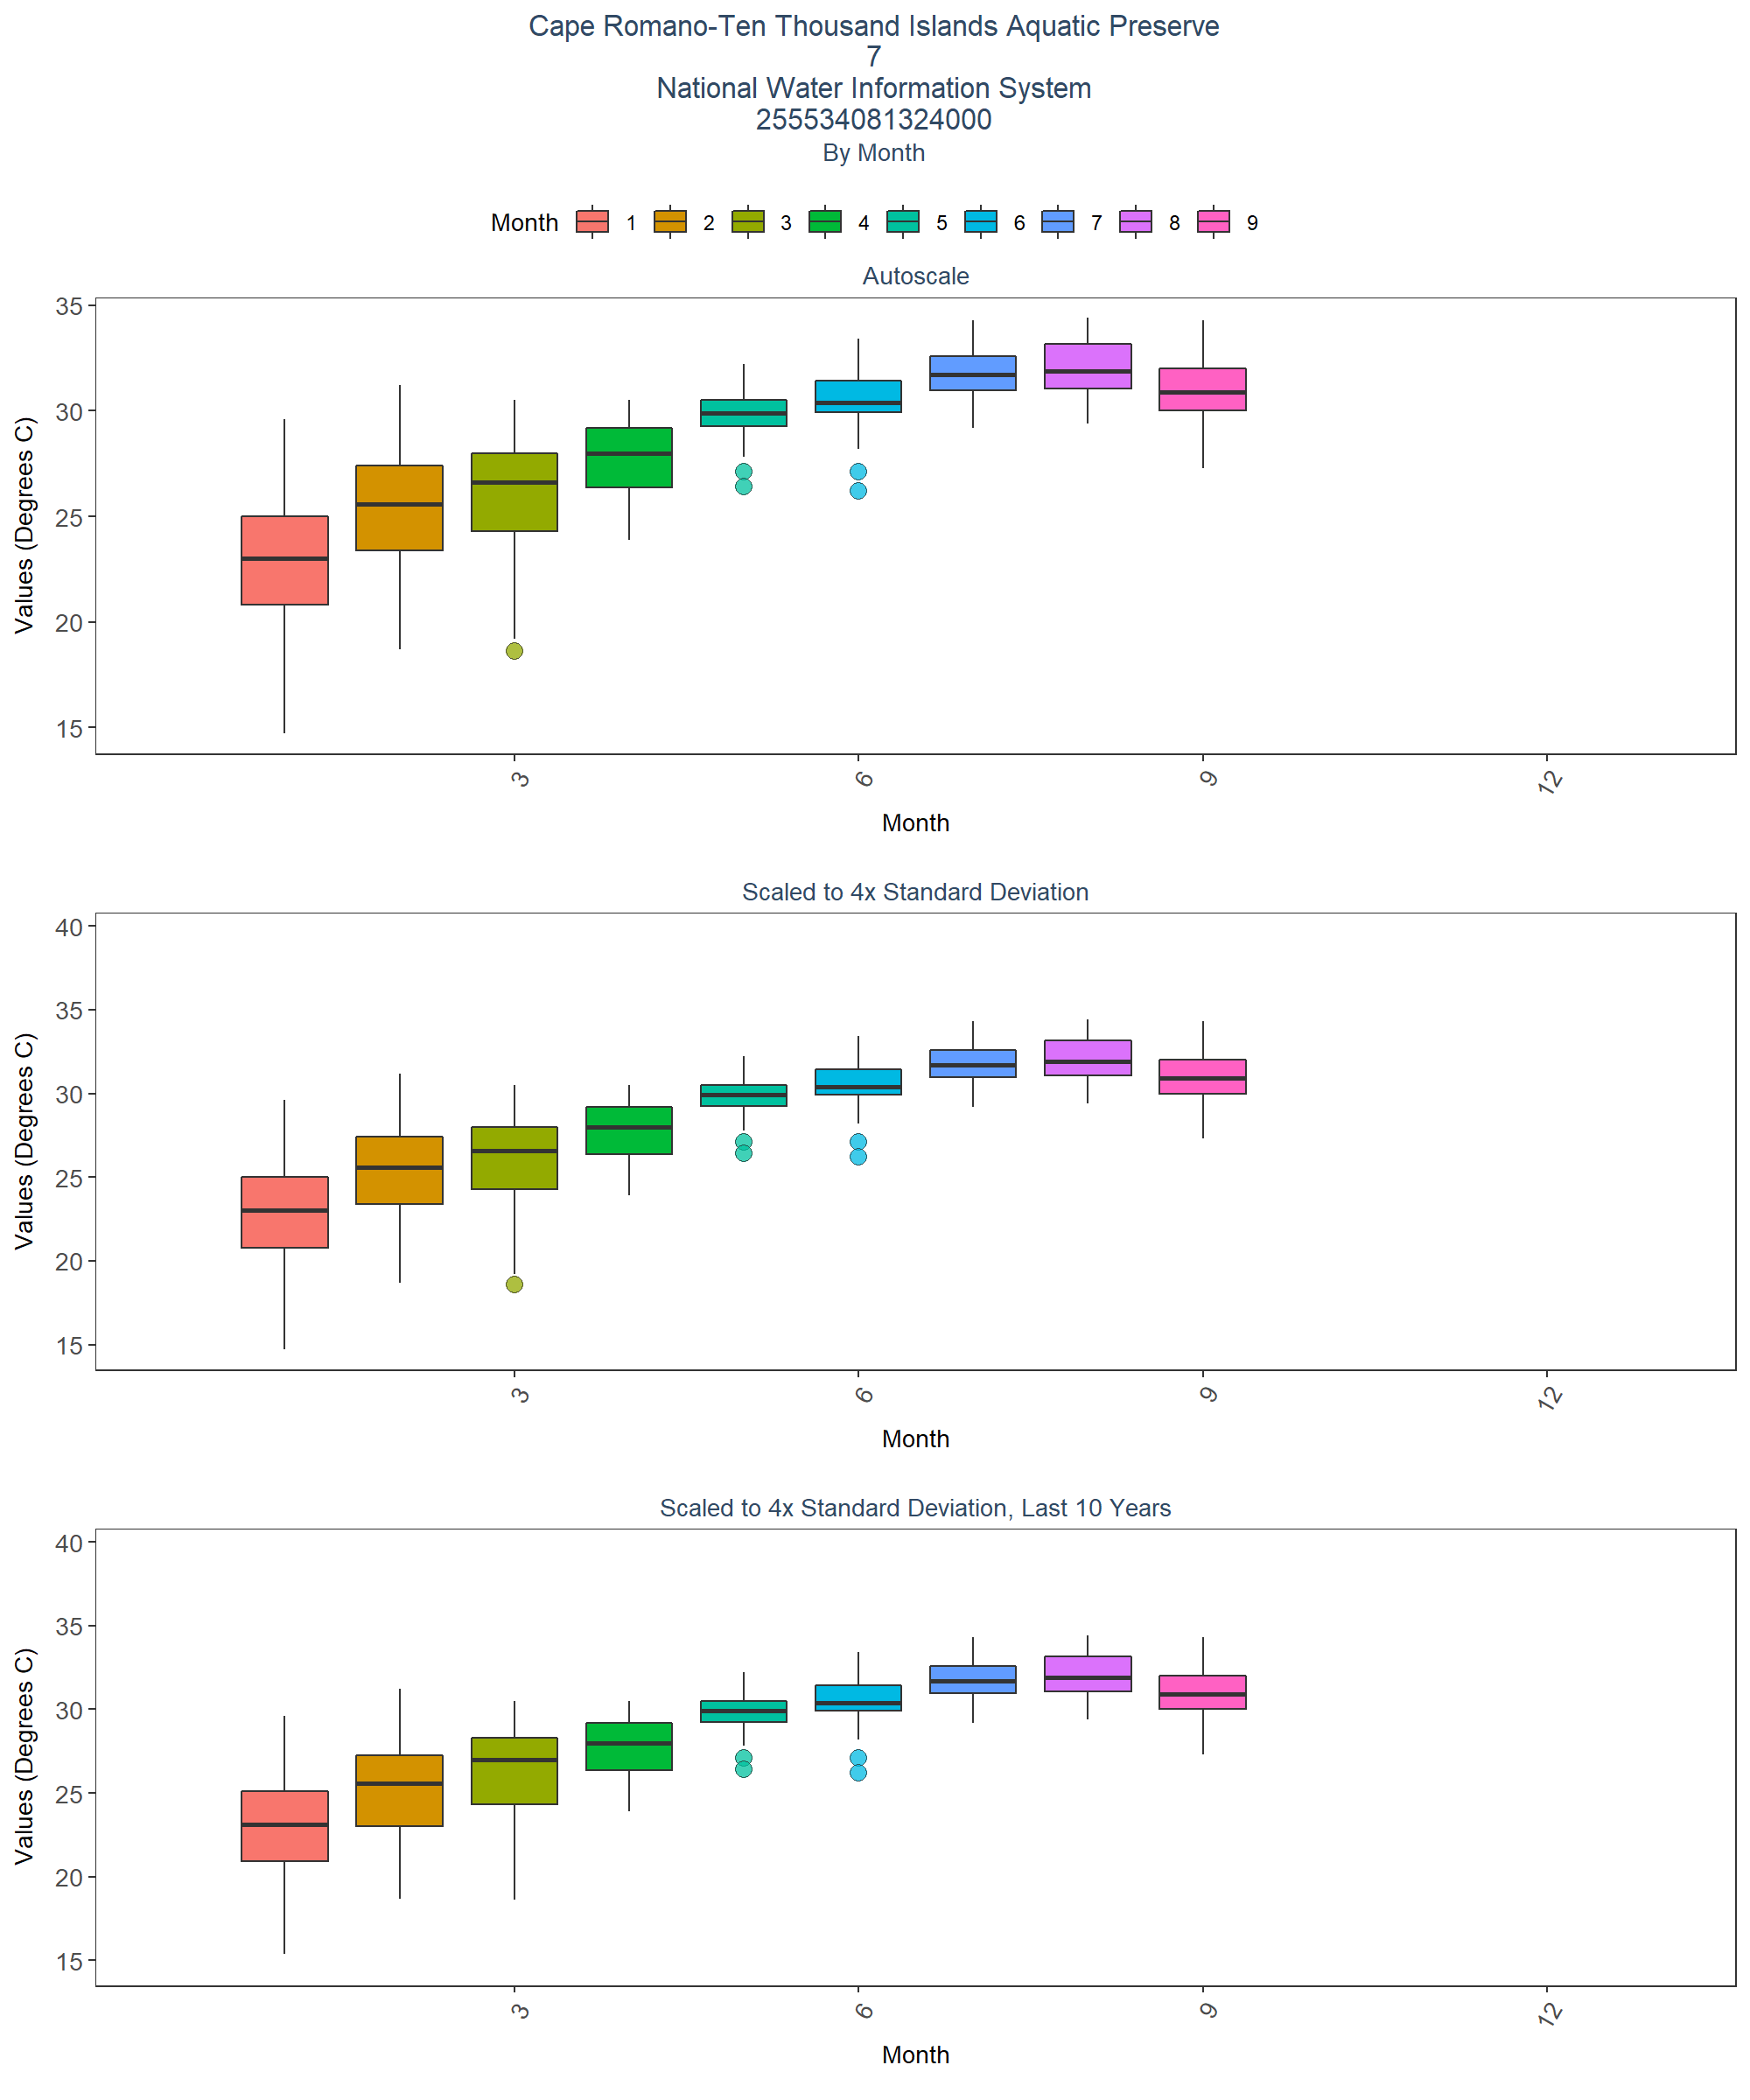 Cape Romano-Ten Thousand Islands Aquatic Preserve
7
National Water Information System
255534081324000
By Month
Month 1 2 3 4 5 6 7 8 9
Autoscale
35
30
25
20
15
Values (Degrees C)
3 6 9 12
Month
Scaled to 4x Standard Deviation
40
35
30
25
20
15
Values (Degrees C)
3 6 9 12
Month
Scaled to 4x Standard Deviation, Last 10 Years
40
35
30
25
20
15
Values (Degrees C)
3 6 9 12
Month